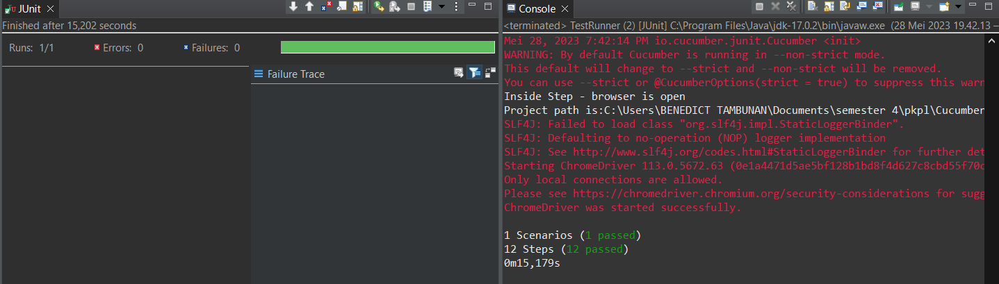 JUnit
Finished after 15,202 seconds
Runs: 1/1
Errors: 0
Failures: 0
Failure Trace
Console
<terminated> TestRunner (2) [JUnit] C:\Program Files\Java\jdk-17.0.2\bin\javaw.exe (28 Mei 2023 19.42.13 –
Mei 28, 2023 7:42:14 PM io.cucumber.junit.Cucumber <init>
WARNING: By default Cucumber is running in --non-strict mode.
This default will change to --strict and --non-strict will be removed.
You can use --strict or @CucumberOptions(strict = true) to suppress this warn
Inside Step - browser is open
Project path is:C:\Users\BENEDICT TAMBUNAN\Documents\semester 4\pkpl\Cucumber
SLF4J: Failed to load class "org.slf4j.impl.StaticLoggerBinder".
SLF4J: Defaulting to no-operation (NOP) logger implementation
SLF4J: See http://www.slf4j.org/codes.html#StaticLoggerBinder for further det
Starting ChromeDriver 113.0.5672.63 (0e1a4471d5ae5bf128b1bd8f4d627c8cbd55f70c
Only local connections are allowed.
Please see https://chromedriver.chromium.org/security-considerations for sugg
ChromeDriver was started successfully.
1 Scenarios (1 passed)
12 Steps (12 passed)
0m15,179s